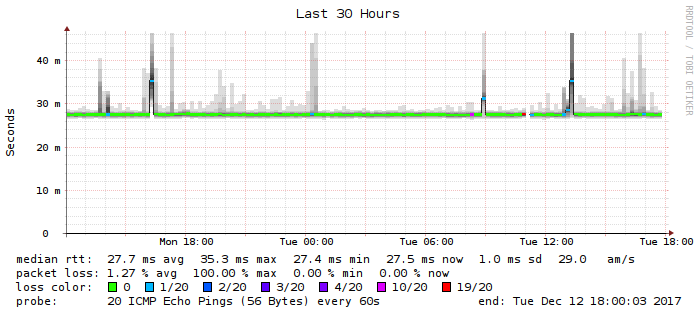 Last 30 Hours
RRDTOOL / TOBI OETIKER
Seconds
40 m
30 m
20 m
10 m
0
Mon 18:00 Tue 00:00 Tue 06:00 Tue 12:00 Tue 18:00
median rtt: 27.7 ms avg 35.3 ms max 27.4 ms min 27.5 ms now 1.0 ms sd 29.0 am/s
packet loss: 1.27 % avg 100.00 % max 0.00 % min 0.00 % now
loss color: 0 1/20 2/20 3/20 4/20 10/20 19/20
probe: 20 ICMP Echo Pings (56 Bytes) every 60s end: Tue Dec 12 18:00:03 2017